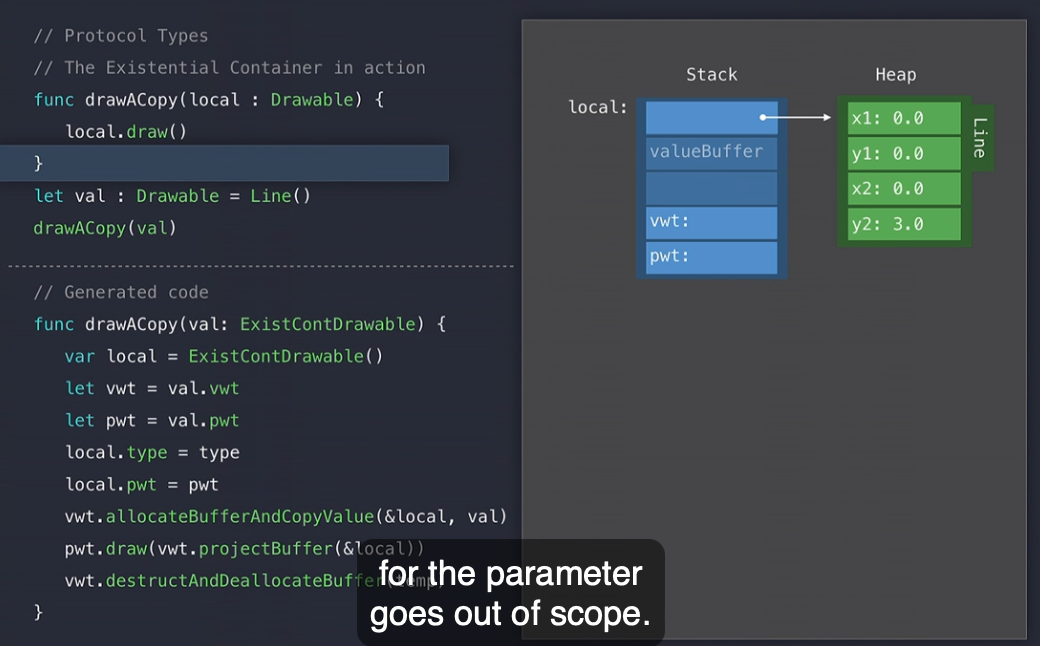 // Protocol Types
// The Existential Container in action
func drawACopy(local : Drawable) {
local.draw()
}
let val : Drawable = Line()
drawACopy(val)
// Generated code
func drawACopy(val: ExistContDrawable) {
var local = ExistContDrawable()
let vwt = val.vwt
let pwt = val.pwt
local.type = type
local.pwt = pwt
vwt.allocateBufferAndCopyValue(&local, val)
pwt.draw(vwt.projectBuffer(&local))
vwt.destructAndDeallocateBuffer(temp)
}
Stack
Heap
local:
valueBuffer
vwt:
pwt:
x1: 0.0
y1: 0.0
x2: 0.0
y2: 3.0
Line
for the parameter
goes out of scope.